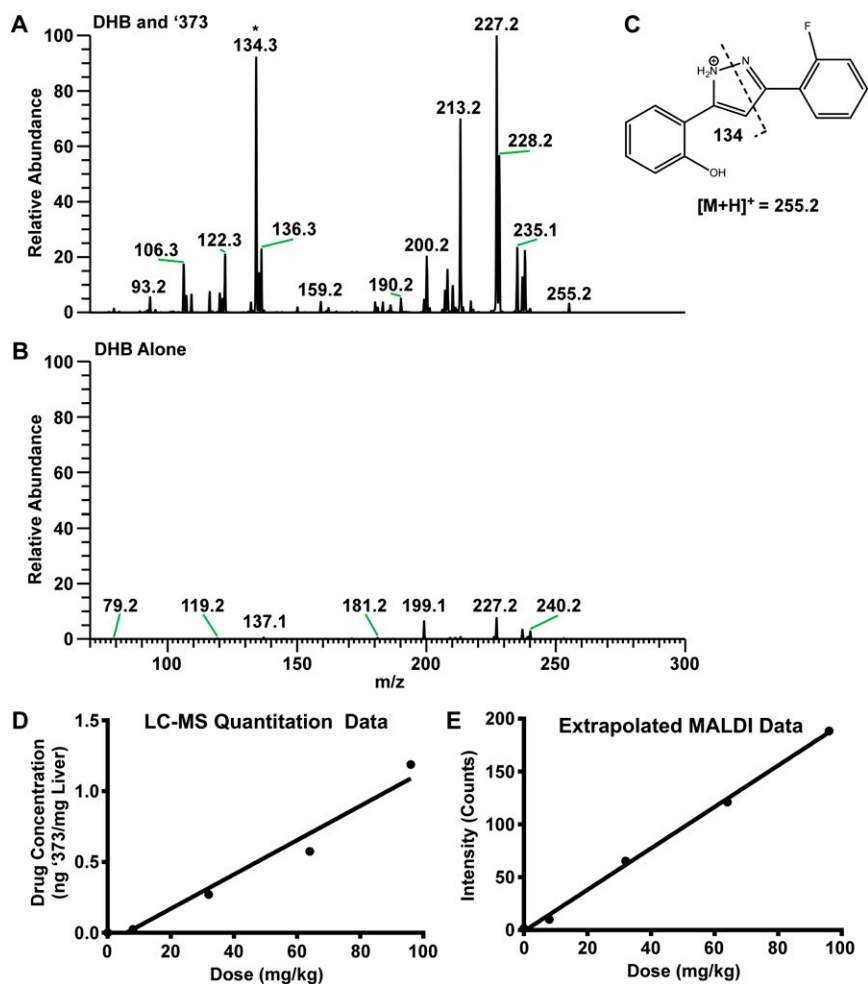 A
DHB and ‘373
*
134.3
227.2
213.2
228.2
235.1
136.3
122.3
106.3
93.2
159.2
190.2
200.2
255.2
100
80
60
40
20
0
Relative Abundance
C
F
H2N
⊕
N
134
OH
[M+H]+ = 255.2
B
DHB Alone
100
80
60
40
20
0
Relative Abundance
79.2
119.2
137.1
181.2
199.1
227.2
240.2
100
150
200
250
300
m/z
D
LC-MS Quantitation Data
1.5
1.0
0.5
0.0
Drug Concentration
(ng ‘373/mg Liver)
0
20
40
60
80
100
Dose (mg/kg)
E
Extrapolated MALDI Data
200
150
100
50
0
Intensity (Counts)
0
20
40
60
80
100
Dose (mg/kg)